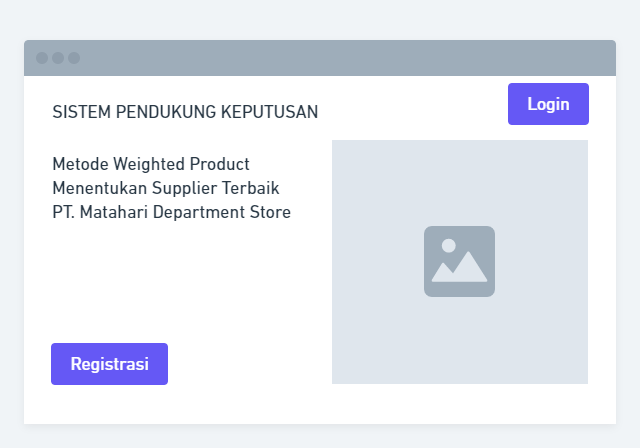 Login
SISTEM PENDUKUNG KEPUTUSAN
Metode Weighted Product
Menentukan Supplier Terbaik
PT. Matahari Department Store
Registrasi